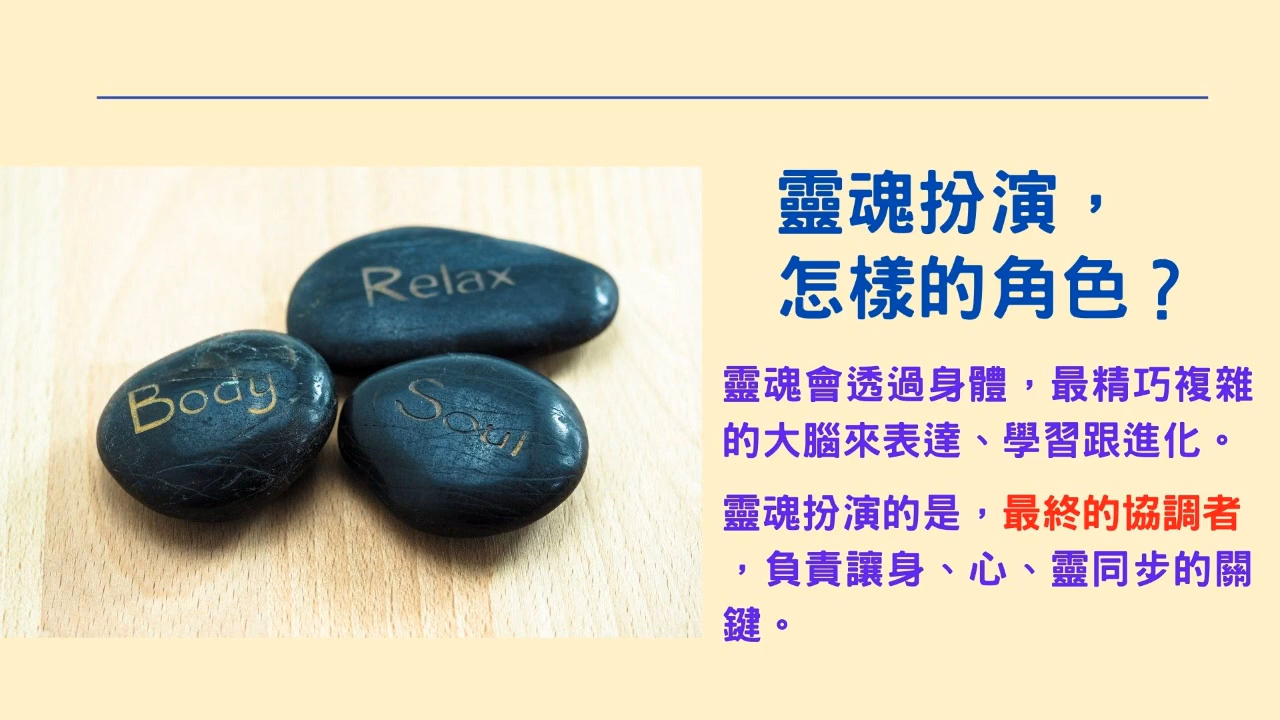 Relax
Body
Soul
靈魂扮演，
怎樣的角色？
靈魂會透過身體，最精巧複雜
的大腦來表達、學習跟進化。
靈魂扮演的是，最終的協調者
，負責讓身、心、靈同步的關
鍵。